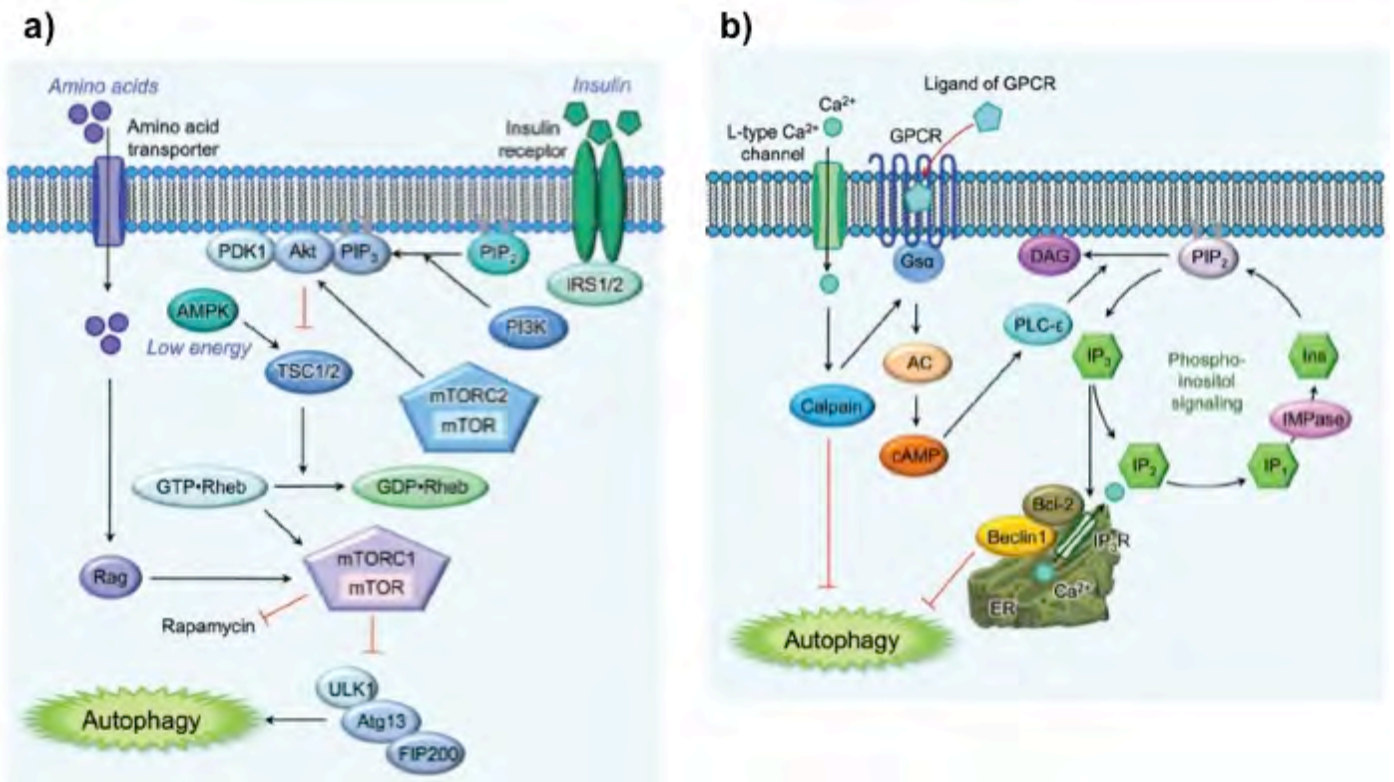 a)
Amino acids
Amino acid
transporter
Insulin
Insulin
receptor
PDK1
Akt
PIP3
PIP2
IRS1/2
AMPK
Low energy
PI3K
TSC1/2
mTORC2
mTOR
GTP•Rheb
GDP•Rheb
mTORC1
mTOR
Rag
Rapamycin
ULK1
Atg13
FIP200
Autophagy
b)
Ligand of GPCR
Ca2+
L-type Ca2+
channel
GPCR
Gsα
DAG
PIP2
PLC-ε
AC
IP3
Phospho-
inositol
signaling
Ins
Calpain
IMPase
cAMP
IP2
IP1
Bcl-2
Beclin1
IP3R
Ca2+
ER
Autophagy